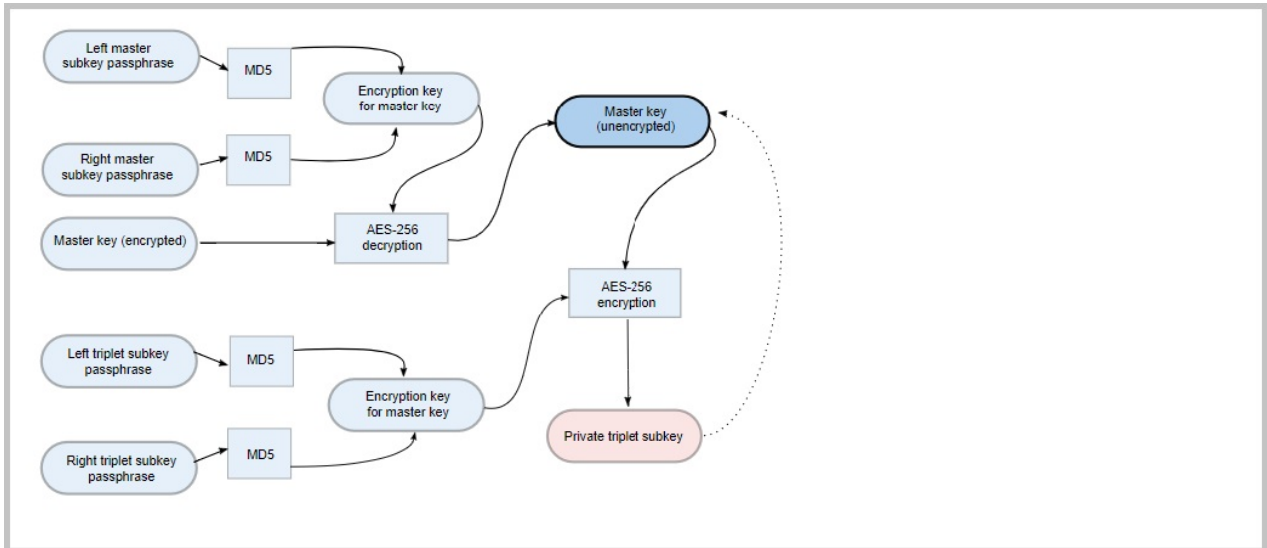 Left master
subkey passphrase
MD5
Encryption key
for master key
Master key
(unencrypted)
Right master
subkey passphrase
MD5
Master key (encrypted)
AES-256
decryption
AES-256
encryption
Left triplet subkey
passphrase
MD5
Encryption key
for master key
Private triplet subkey
Right triplet subkey
passphrase
MD5